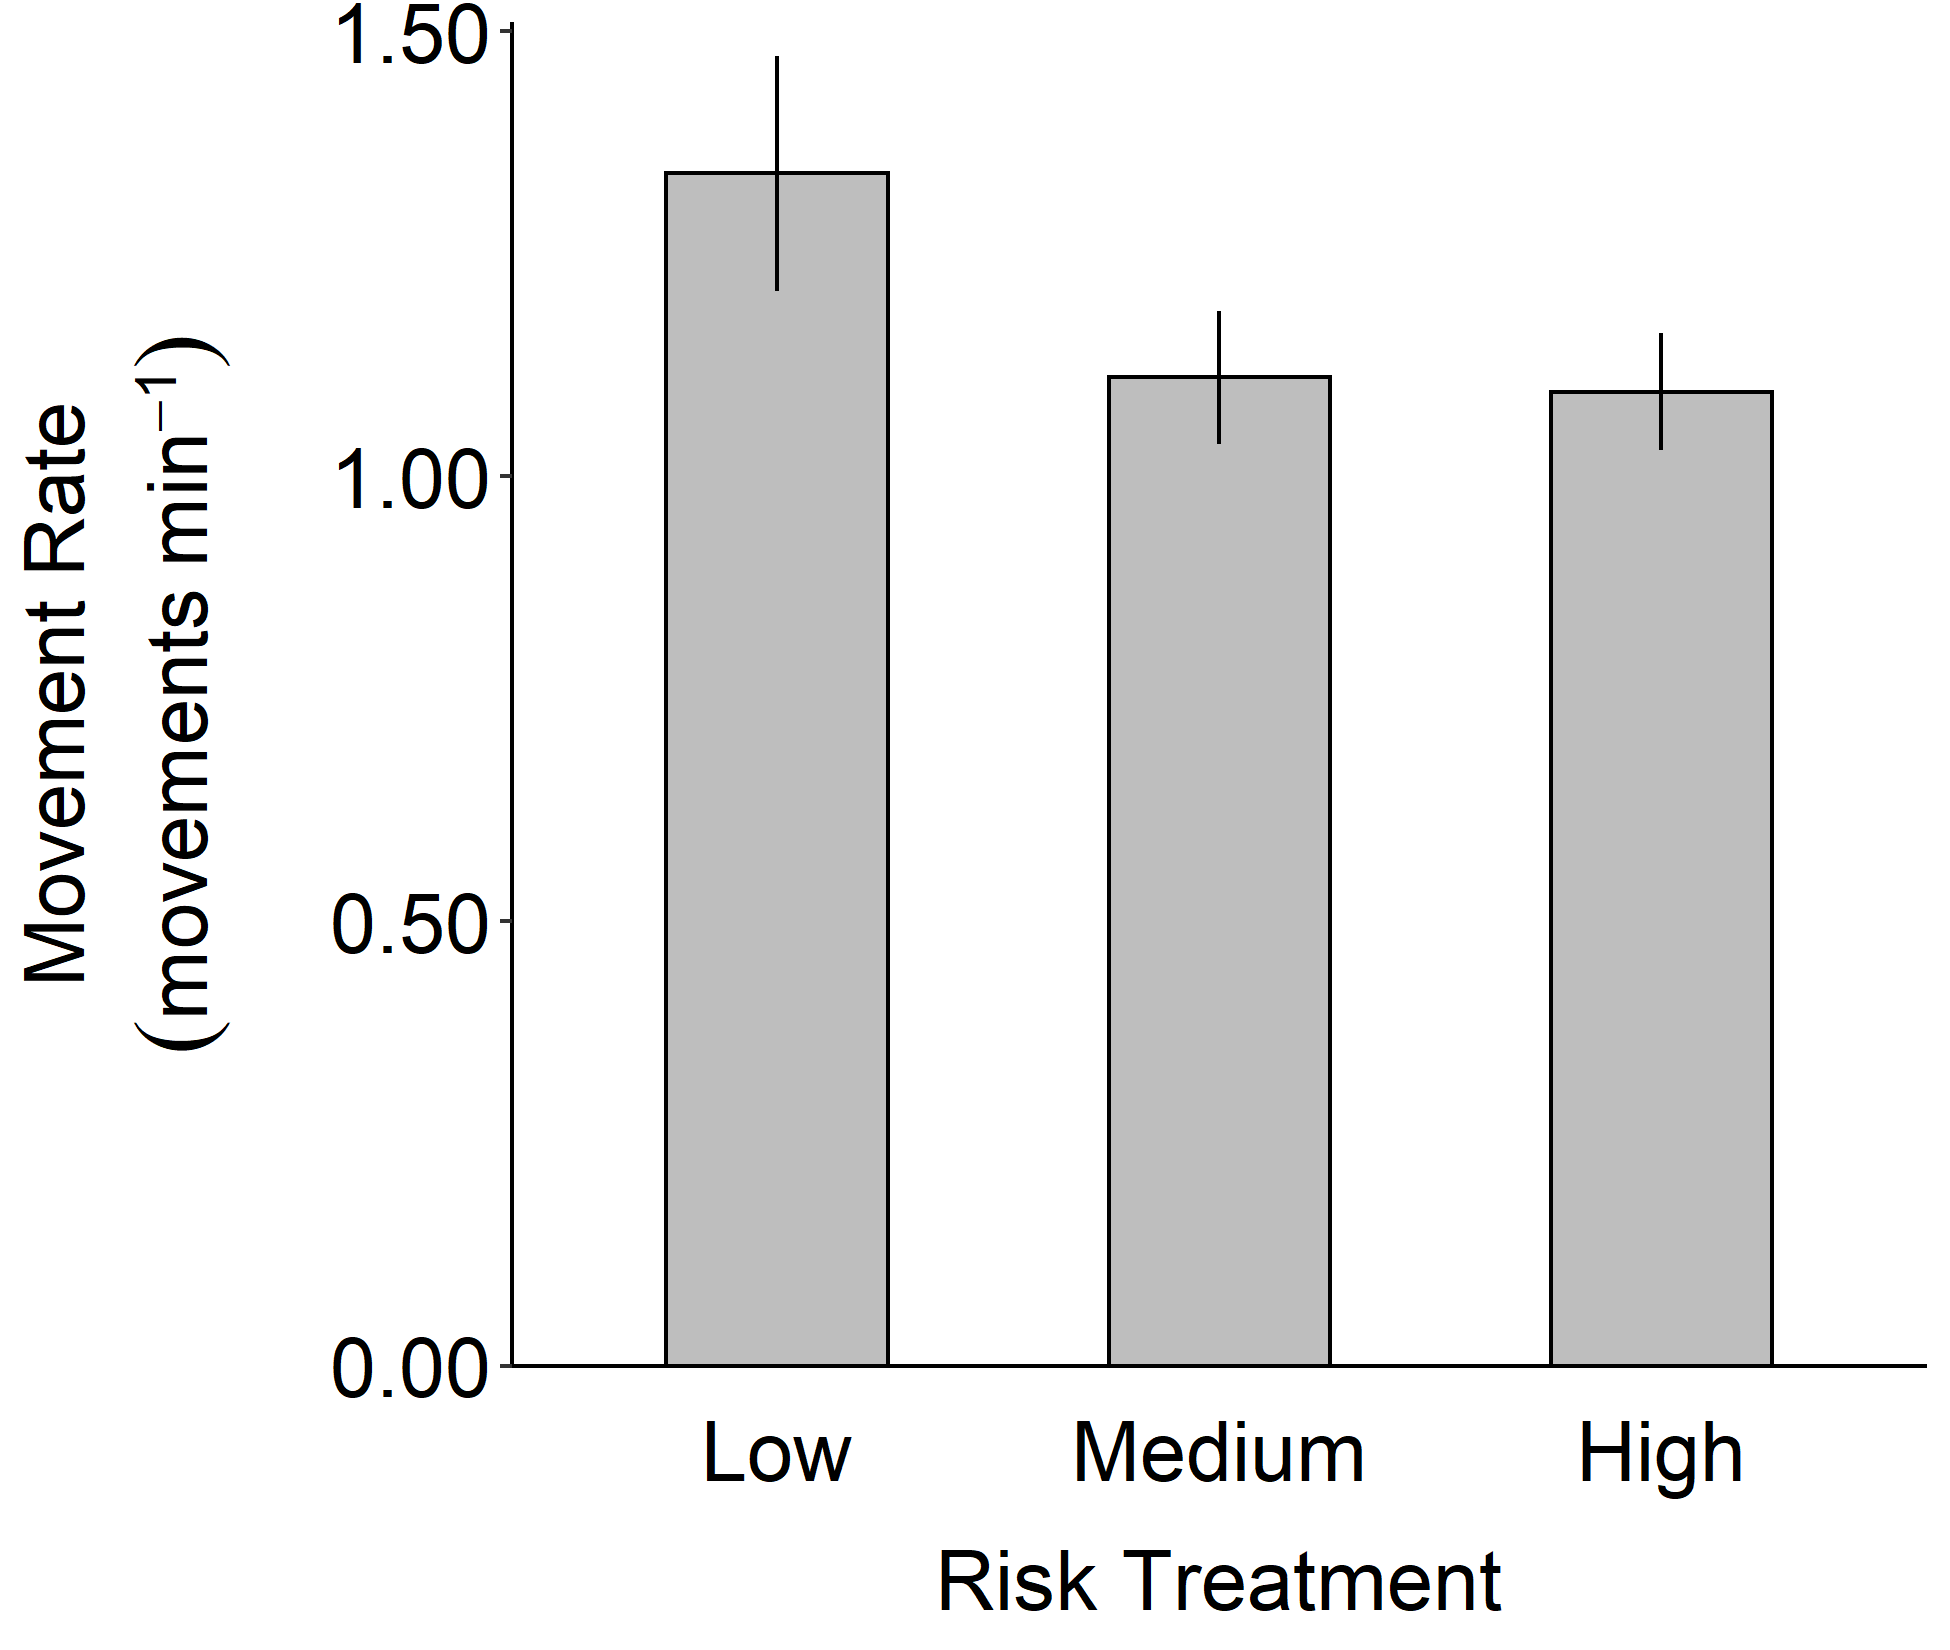 Movement Rate
(movements min⁻¹)
1.50
1.00
0.50
0.00
Low Medium High
Risk Treatment